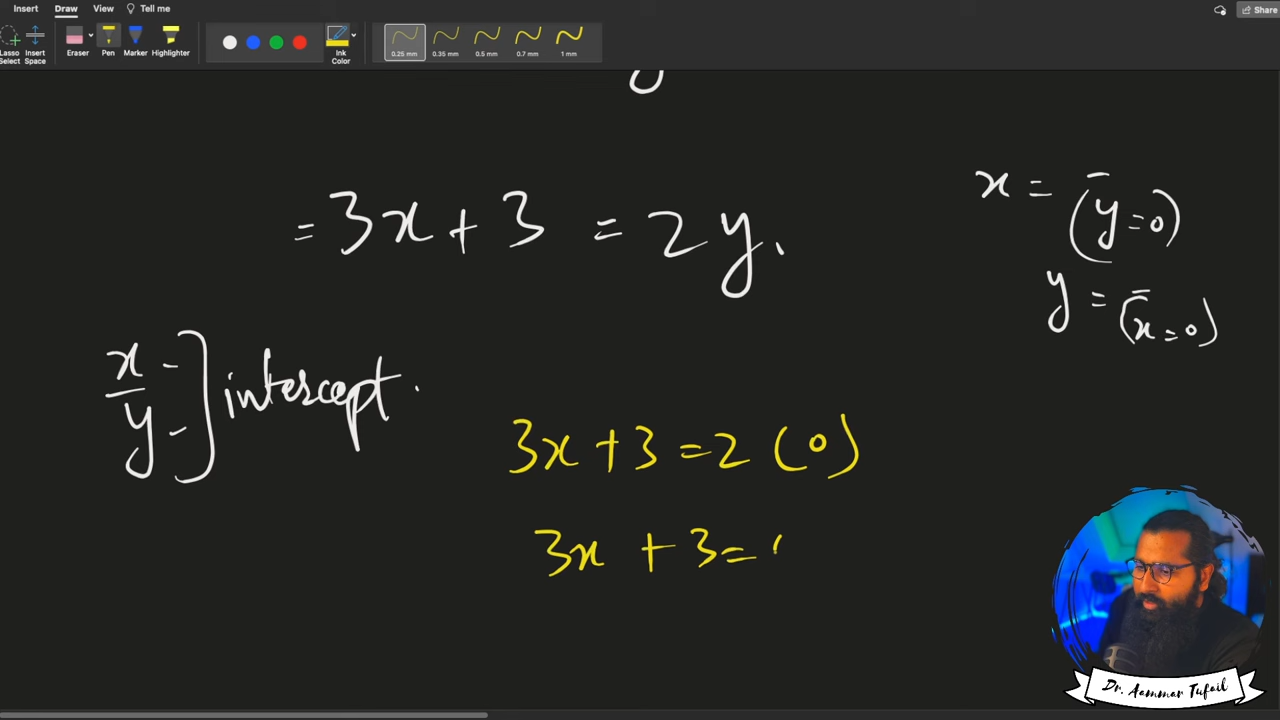 Insert Draw View Tell me
Share
Lasso Select
Insert Space
Eraser
Pen
Marker
Highlighter
Ink Color
0.25 mm
0.35 mm
0.5 mm
0.7 mm
1 mm
= 3x + 3 = 2y.
x = -
(y = 0)
y = -
(x = 0)
x -
y -
] intercept.
3x + 3 = 2 (0)
3x + 3 =
Dr. Aammar Tufail